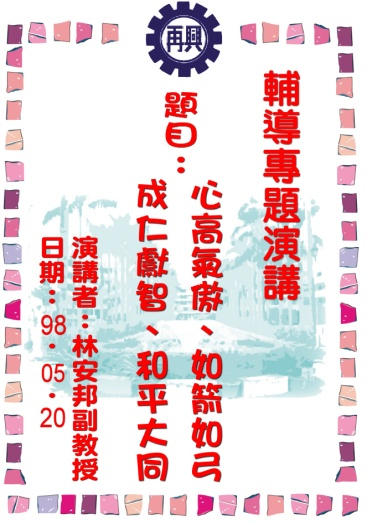 再興
輔導專題演講
題目：
心高氣傲、如箭如弓
成仁獻智、和平大同
演講者：林安邦副教授
日期：98．05．20